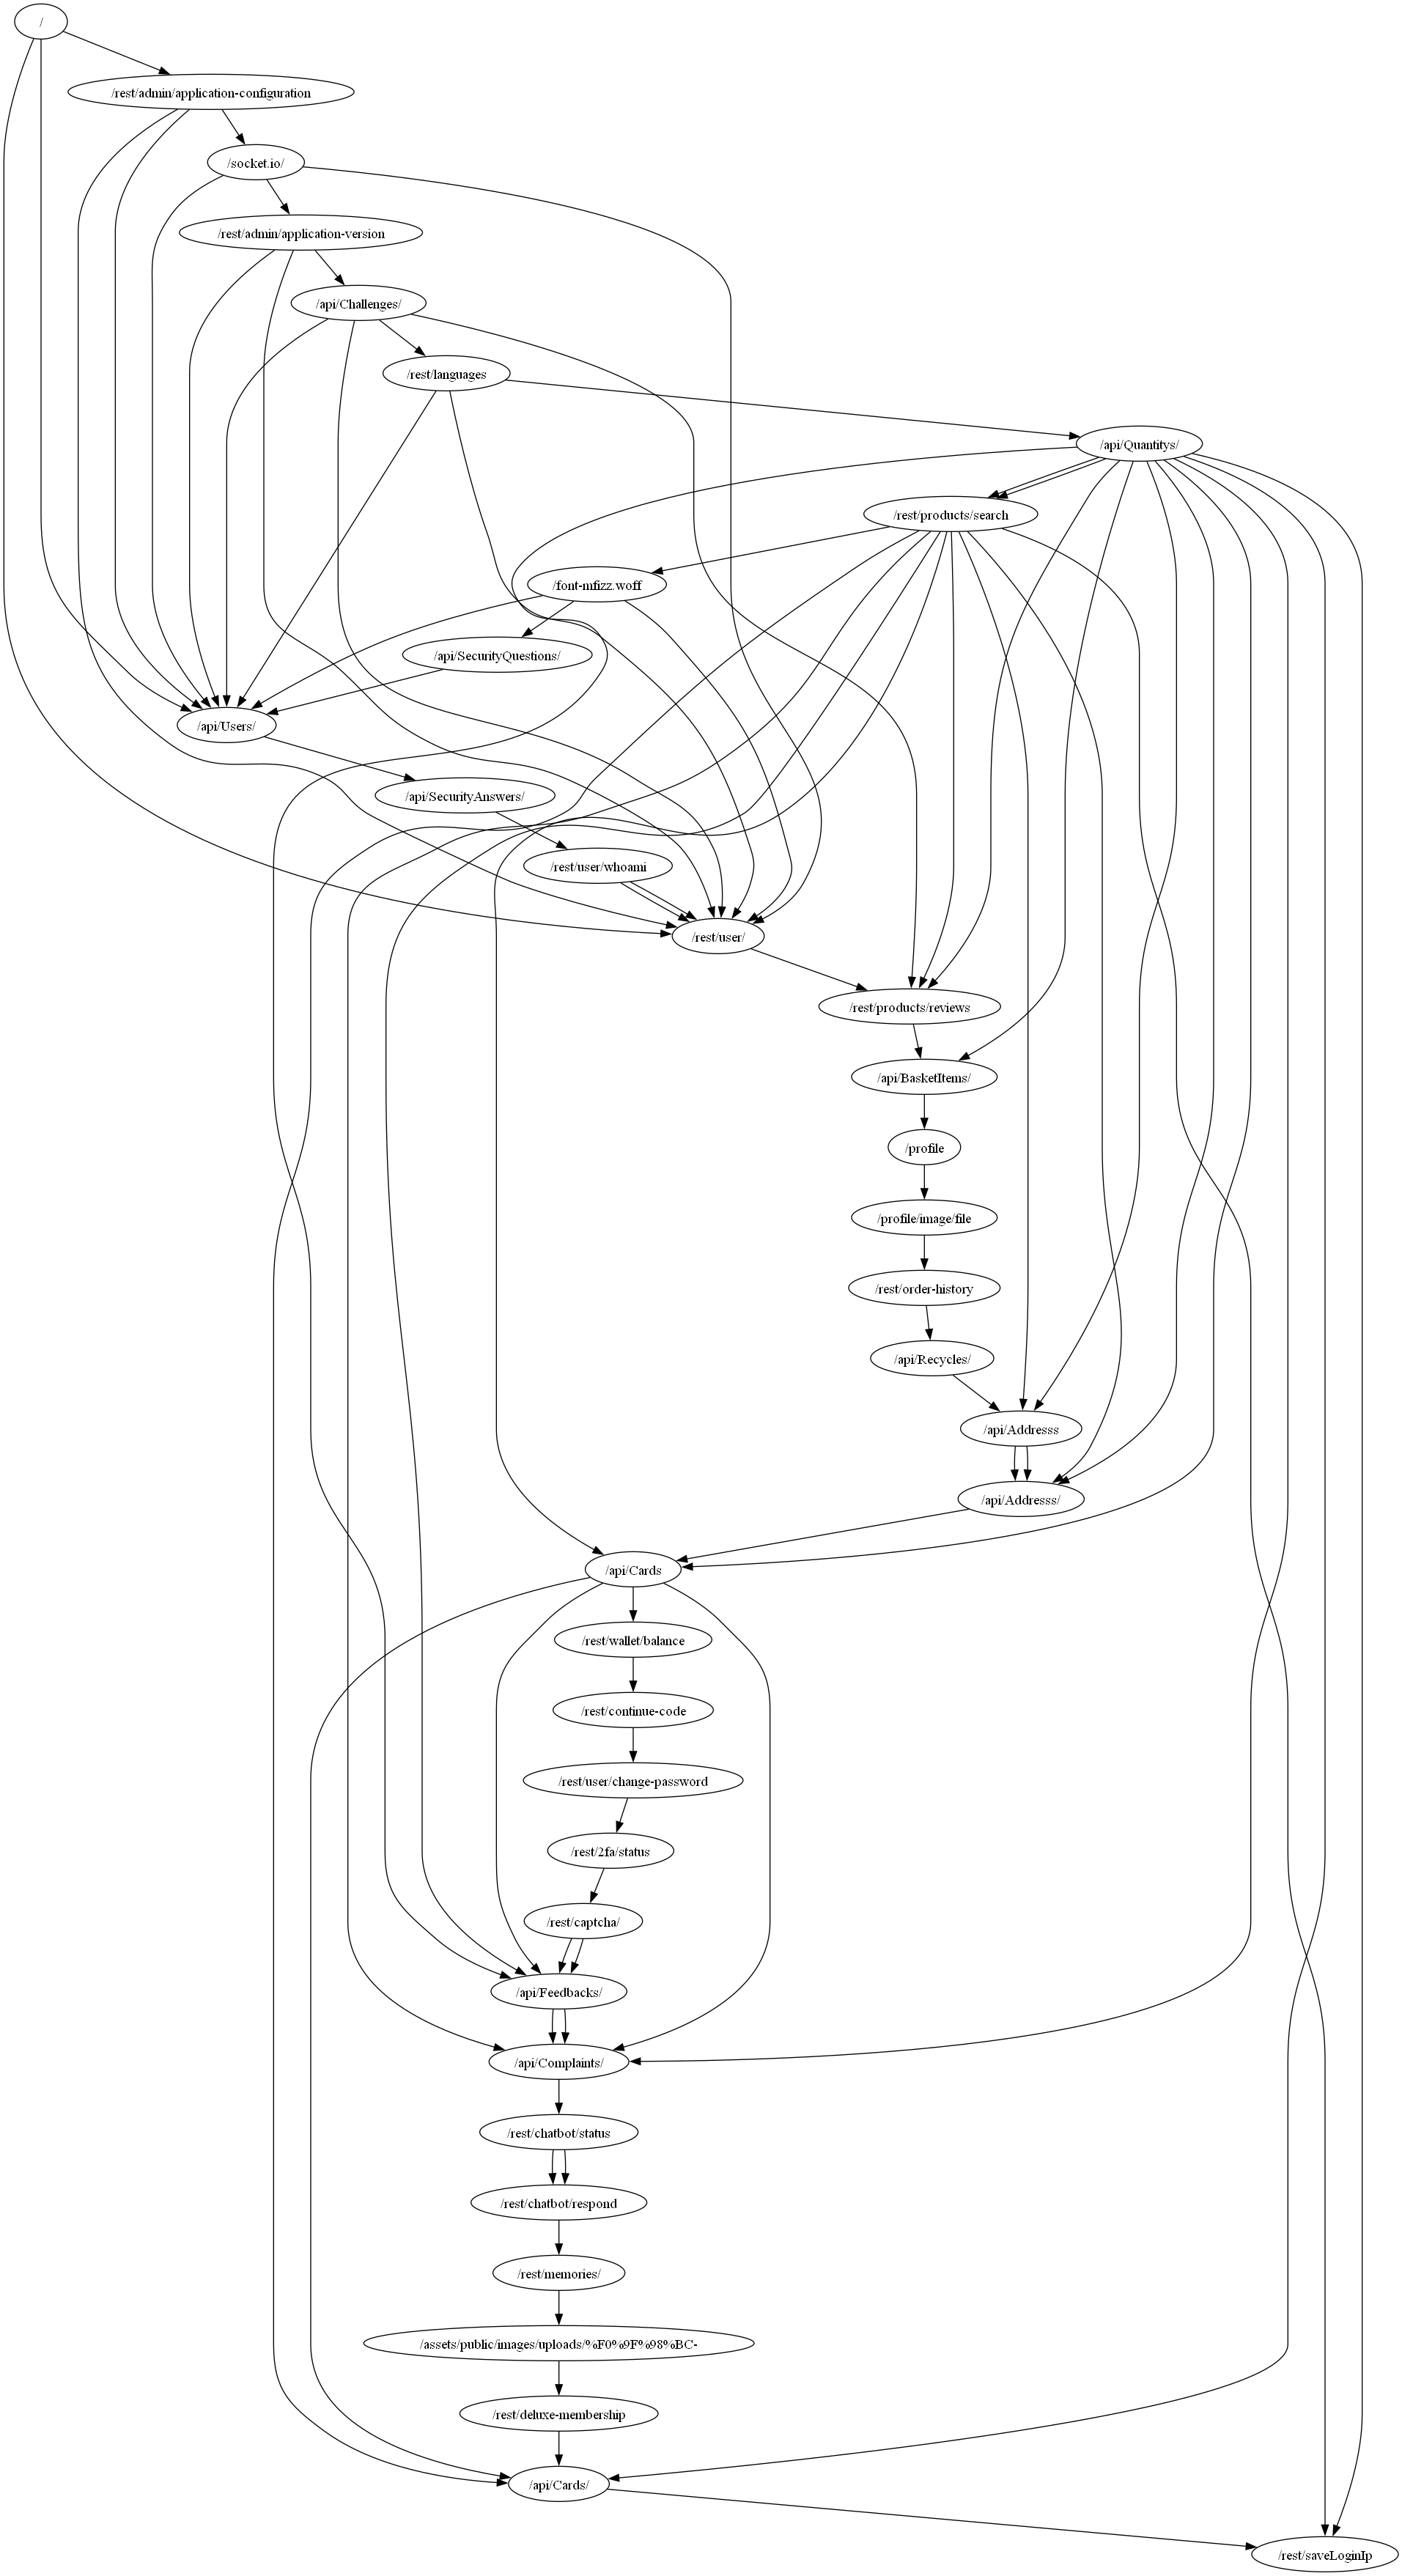 /
/rest/admin/application-configuration
/socket.io/
/rest/admin/application-version
/api/Challenges/
/rest/languages
/api/Quantitys/
/rest/products/search
/font-mfizz.woff
/api/SecurityQuestions/
/api/Users/
/api/SecurityAnswers/
/rest/user/whoami
/rest/user/
/rest/products/reviews
/api/BasketItems/
/profile
/profile/image/file
/rest/order-history
/api/Recycles/
/api/Addresss
/api/Addresss/
/api/Cards
/rest/wallet/balance
/rest/continue-code
/rest/user/change-password
/rest/2fa/status
/rest/captcha/
/api/Feedbacks/
/api/Complaints/
/rest/chatbot/status
/rest/chatbot/respond
/rest/memories/
/assets/public/images/uploads/%F0%9F%98%BC-
/rest/deluxe-membership
/api/Cards/
/rest/saveLoginIp